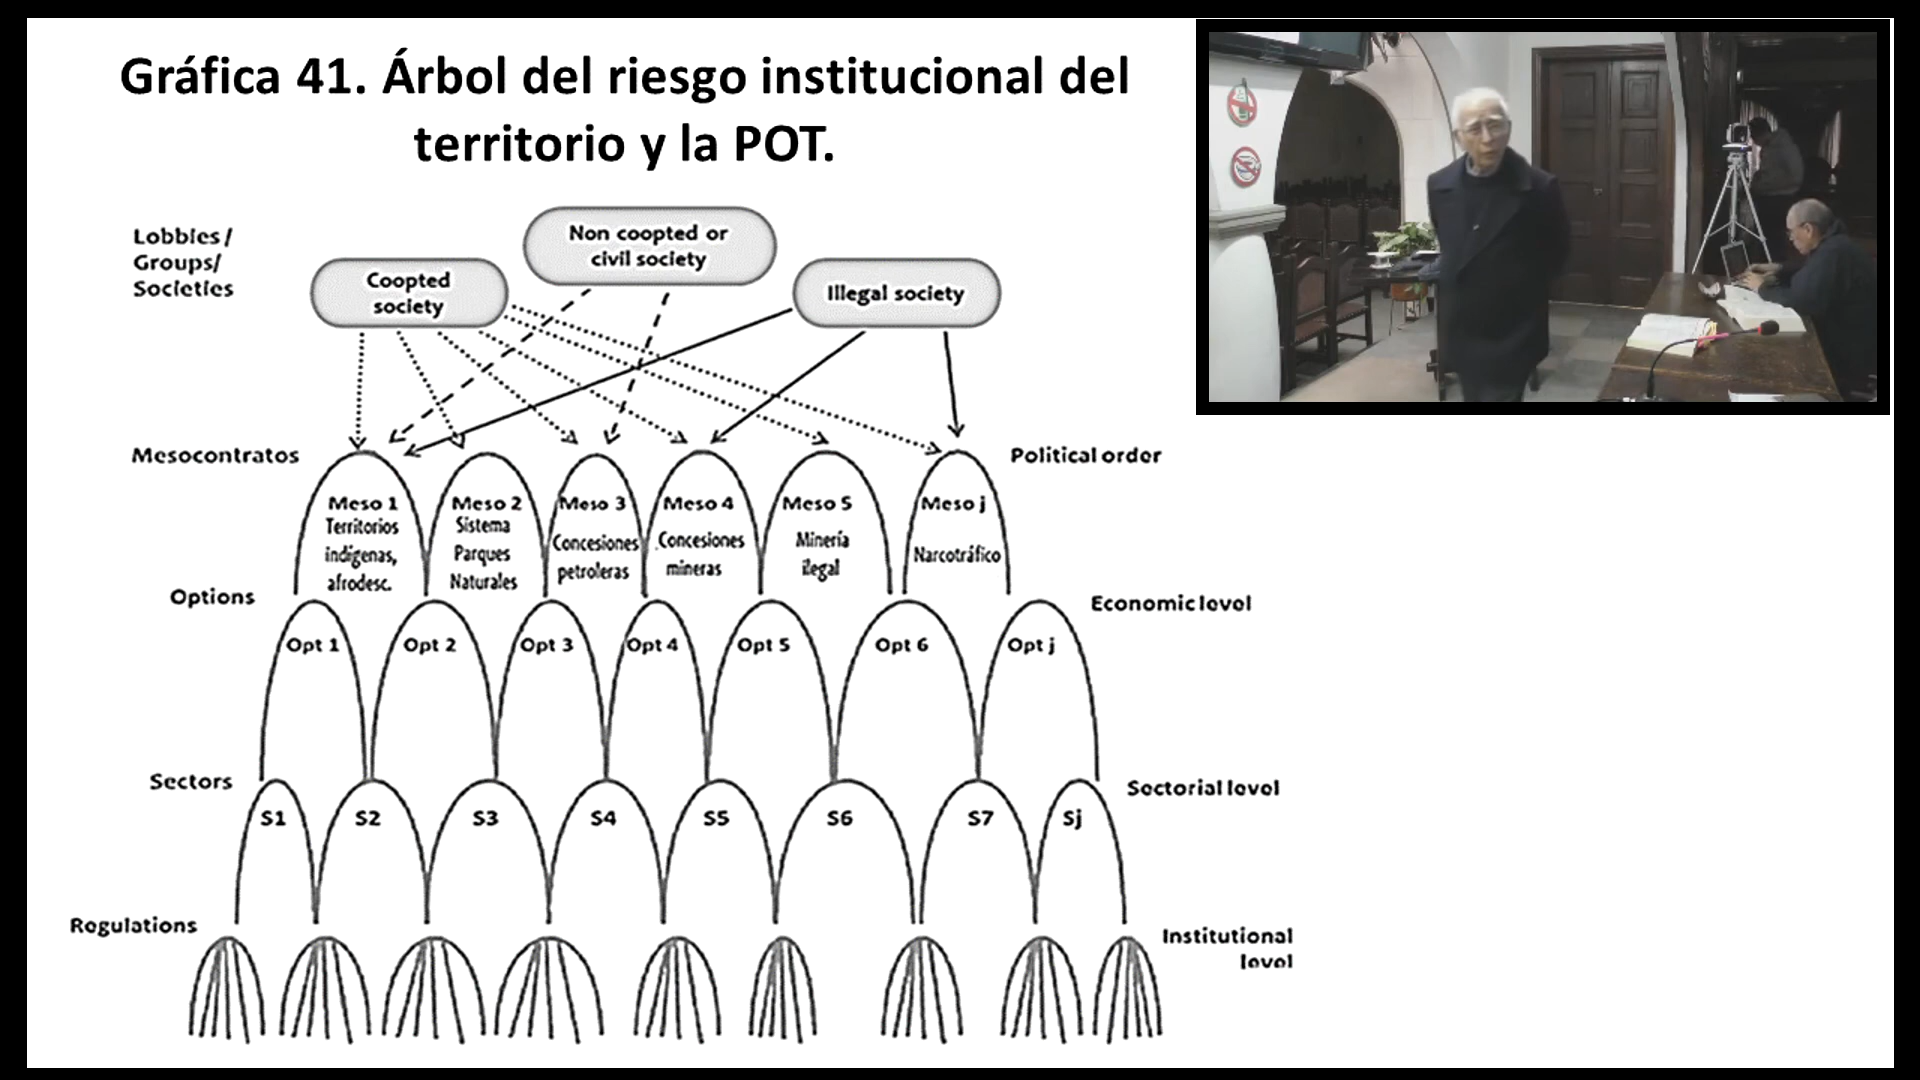 Gráfica 41. Árbol del riesgo institucional del
territorio y la POT.
Lobbies/
Groups/
Societies
Coopted
society
Non coopted or
civil society
Illegal society
Mesocontratos
Political order
Meso 1
Territorios
indígenas,
afrodesc.
Meso 2
Sistema
Parques
Naturales
Meso 3
Concesiones
petroleras
Meso 4
Concesiones
mineras
Meso 5
Minería
ilegal
Meso j
Narcotráfico
Options
Economic level
Opt 1
Opt 2
Opt 3
Opt 4
Opt 5
Opt 6
Opt j
Sectors
Sectorial level
S1
S2
S3
S4
S5
S6
S7
Sj
Regulations
Institutional
level